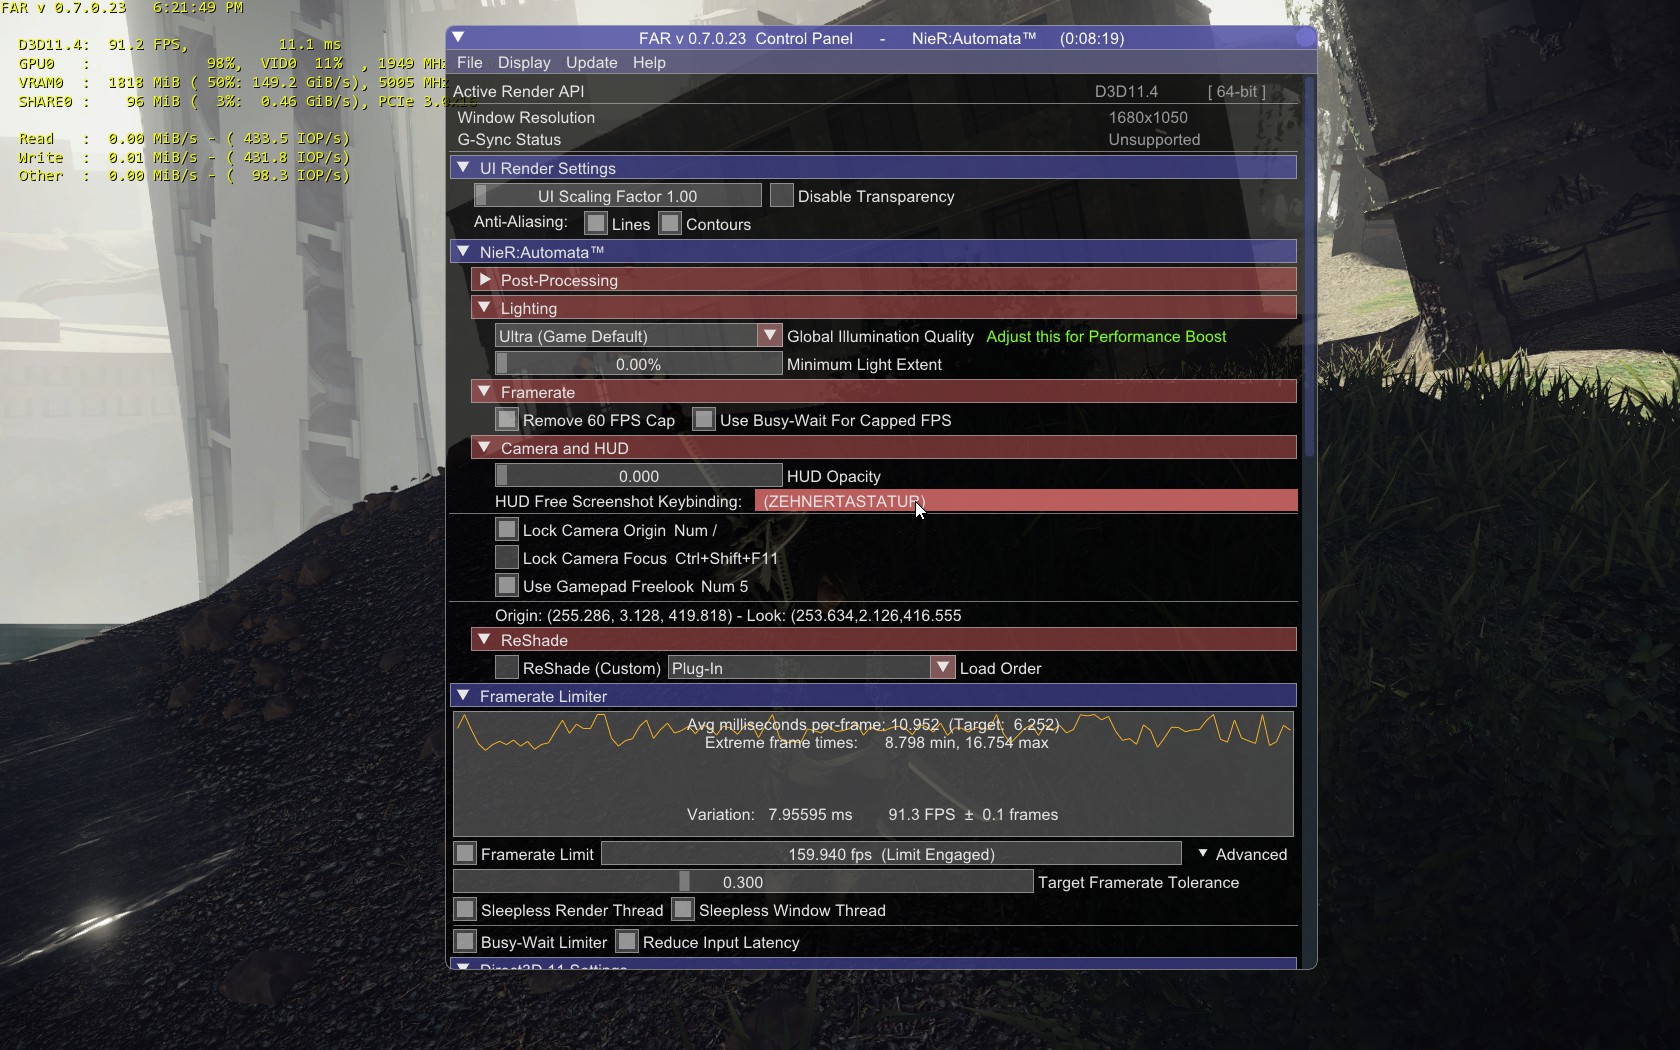 FAR v 0.7.0.23 6:21:49 PM
D3D11.4: 91.2 FPS, 11.1 ms
GPU0 : 98%, VID0 11% , 1949 MHz
VRAM0 : 1818 MiB ( 50%: 149.2 GiB/s), 5005 MHz
SHARE0 : 96 MiB ( 3%: 0.46 GiB/s), PCIe 3.0x16
Read : 0.00 MiB/s - ( 433.5 IOP/s)
Write : 0.01 MiB/s - ( 431.8 IOP/s)
Other : 0.00 MiB/s - ( 98.3 IOP/s)
FAR v 0.7.0.23 Control Panel - NieR:Automata™ (0:08:19)
File Display Update Help
Active Render API D3D11.4 [ 64-bit ]
Window Resolution 1680x1050
G-Sync Status Unsupported
UI Render Settings
UI Scaling Factor 1.00 Disable Transparency
Anti-Aliasing: Lines Contours
NieR:Automata™
Post-Processing
Lighting
Ultra (Game Default) Global Illumination Quality Adjust this for Performance Boost
0.00% Minimum Light Extent
Framerate
Remove 60 FPS Cap Use Busy-Wait For Capped FPS
Camera and HUD
0.000 HUD Opacity
HUD Free Screenshot Keybinding: (ZEHNERTASTATUR)
Lock Camera Origin Num /
Lock Camera Focus Ctrl+Shift+F11
Use Gamepad Freelook Num 5
Origin: (255.286, 3.128, 419.818) - Look: (253.634,2.126,416.555
ReShade
ReShade (Custom) Plug-In Load Order
Framerate Limiter
Avg milliseconds per-frame: 10.952 (Target: 6.252)
Extreme frame times: 8.798 min, 16.754 max
Variation: 7.95595 ms 91.3 FPS ± 0.1 frames
Framerate Limit 159.940 fps (Limit Engaged) Advanced
0.300 Target Framerate Tolerance
Sleepless Render Thread Sleepless Window Thread
Busy-Wait Limiter Reduce Input Latency
Direct3D 11 Settings